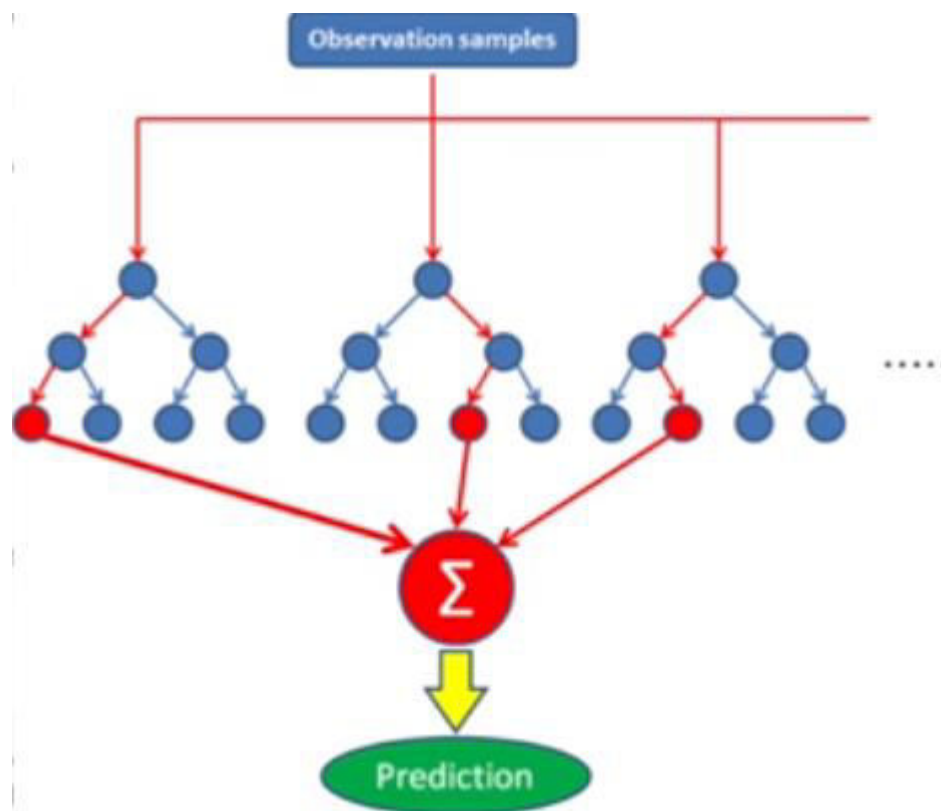 Observation samples
.....
Σ
Prediction